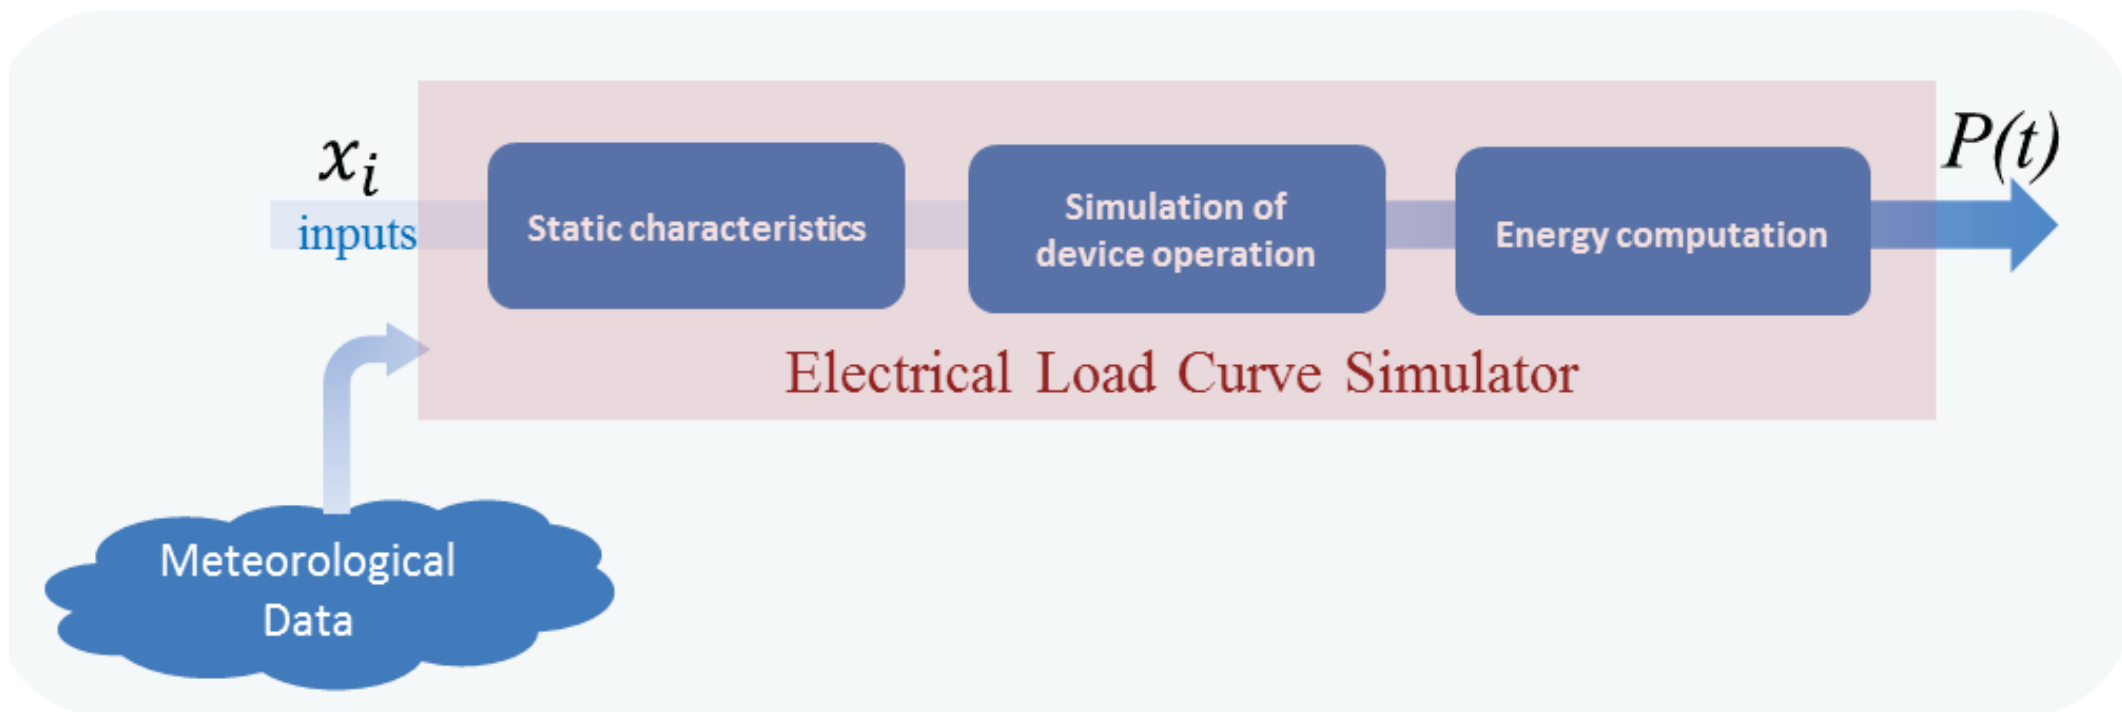 x_i
inputs
Static characteristics
Simulation of
device operation
Energy computation
P(t)
Electrical Load Curve Simulator
Meteorological
Data